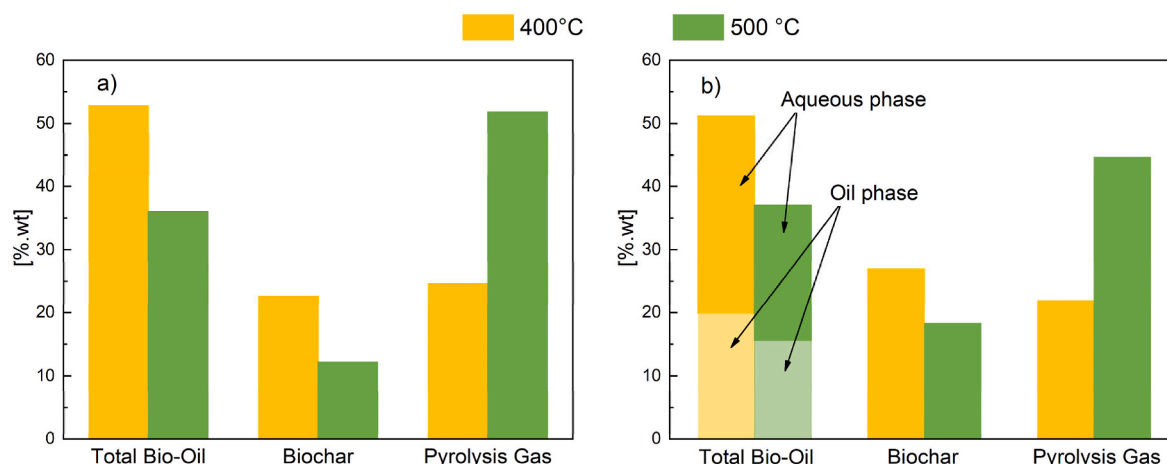 400°C
500 °C
a)
60
50
40
30
20
10
0
[%.wt]
Total Bio-Oil
Biochar
Pyrolysis Gas
b)
Aqueous phase
Oil phase
60
50
40
30
20
10
0
[%.wt]
Total Bio-Oil
Biochar
Pyrolysis Gas